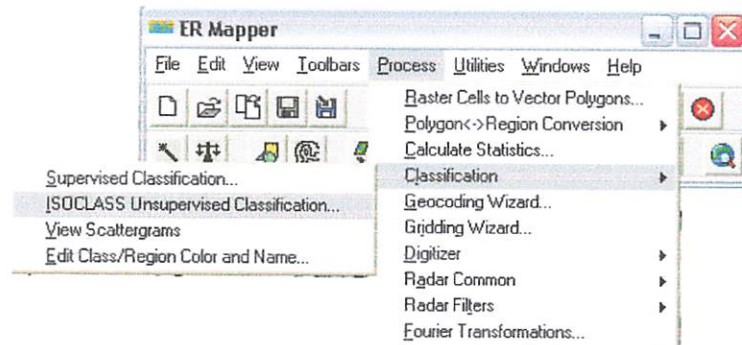 ER Mapper
File Edit View Toolbars Process Utilities Windows Help
Raster Cells to Vector Polygons...
Polygon<->Region Conversion
Calculate Statistics...
Classification
Geocoding Wizard...
Gridding Wizard...
Digitizer
Radar Common
Radar Filters
Fourier Transformations...
Supervised Classification...
ISOCLASS Unsupervised Classification...
View Scattergrams
Edit Class/Region Color and Name...